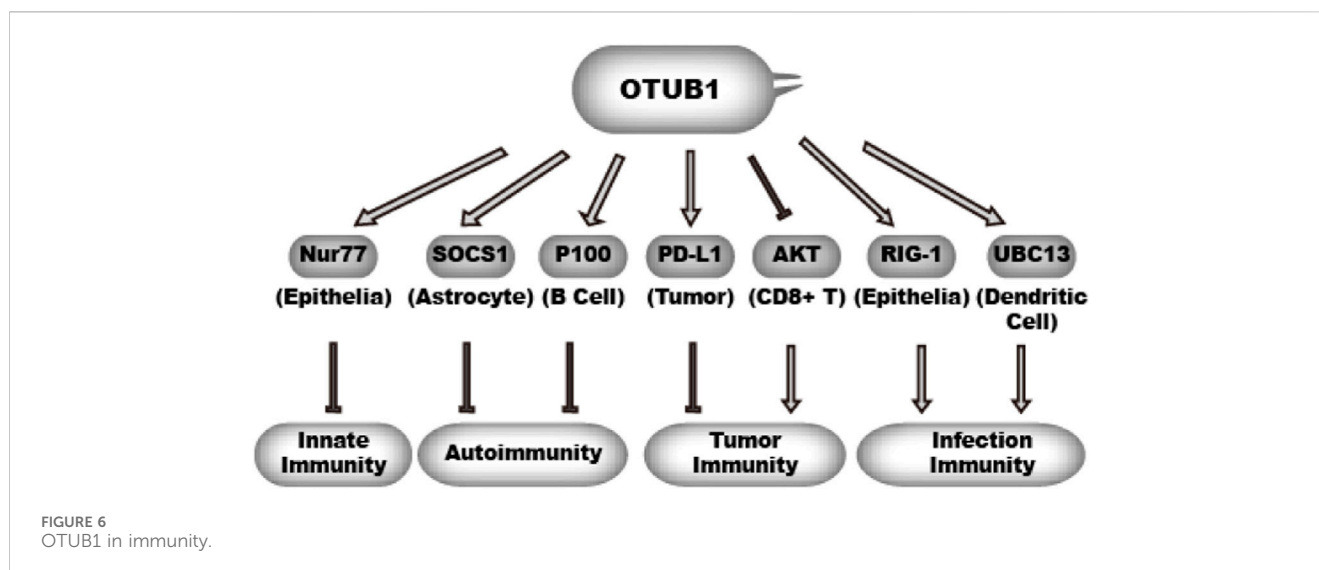 OTUB1
Nur77 SOCS1 P100 PD-L1 AKT RIG-1 UBC13
(Epithelia) (Astrocyte) (B Cell) (Tumor) (CD8+ T) (Epithelia) (Dendritic
Cell)
Innate
Immunity
Autoimmunity
Tumor
Immunity
Infection
Immunity
FIGURE 6
OTUB1 in immunity.